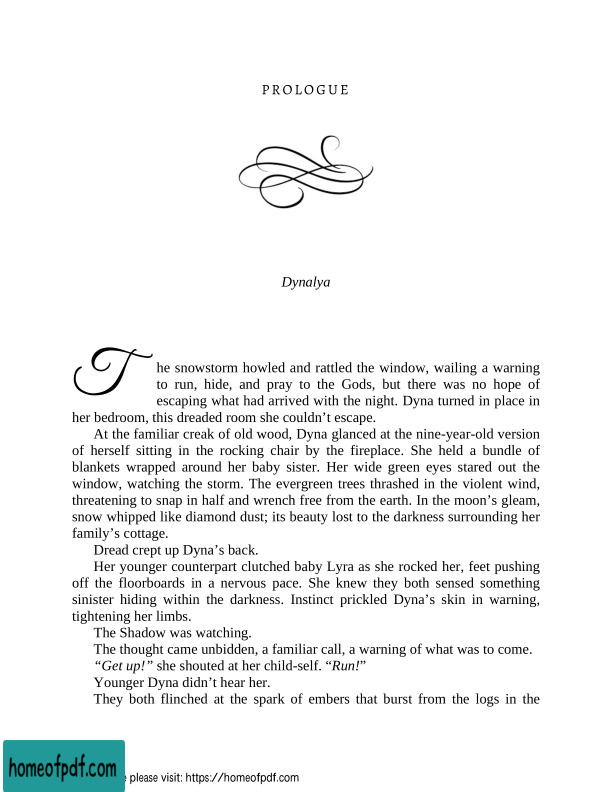 PROLOGUE
Dynalya
The snowstorm howled and rattled the window, wailing a warning
to run, hide, and pray to the Gods, but there was no hope of
escaping what had arrived with the night. Dyna turned in place in
her bedroom, this dreaded room she couldn’t escape.
At the familiar creak of old wood, Dyna glanced at the nine-year-old version
of herself sitting in the rocking chair by the fireplace. She held a bundle of
blankets wrapped around her baby sister. Her wide green eyes stared out the
window, watching the storm. The evergreen trees thrashed in the violent wind,
threatening to snap in half and wrench free from the earth. In the moon’s gleam,
snow whipped like diamond dust; its beauty lost to the darkness surrounding her
family’s cottage.
Dread crept up Dyna’s back.
Her younger counterpart clutched baby Lyra as she rocked her, feet pushing
off the floorboards in a nervous pace. She knew they both sensed something
sinister hiding within the darkness. Instinct prickled Dyna’s skin in warning,
tightening her limbs.
The Shadow was watching.
The thought came unbidden, a familiar call, a warning of what was to come.
“Get up!” she shouted at her child-self. “Run!”
Younger Dyna didn’t hear her.
They both flinched at the spark of embers that burst from the logs in the
homeofpdf.com
e please visit: https://homeofpdf.com